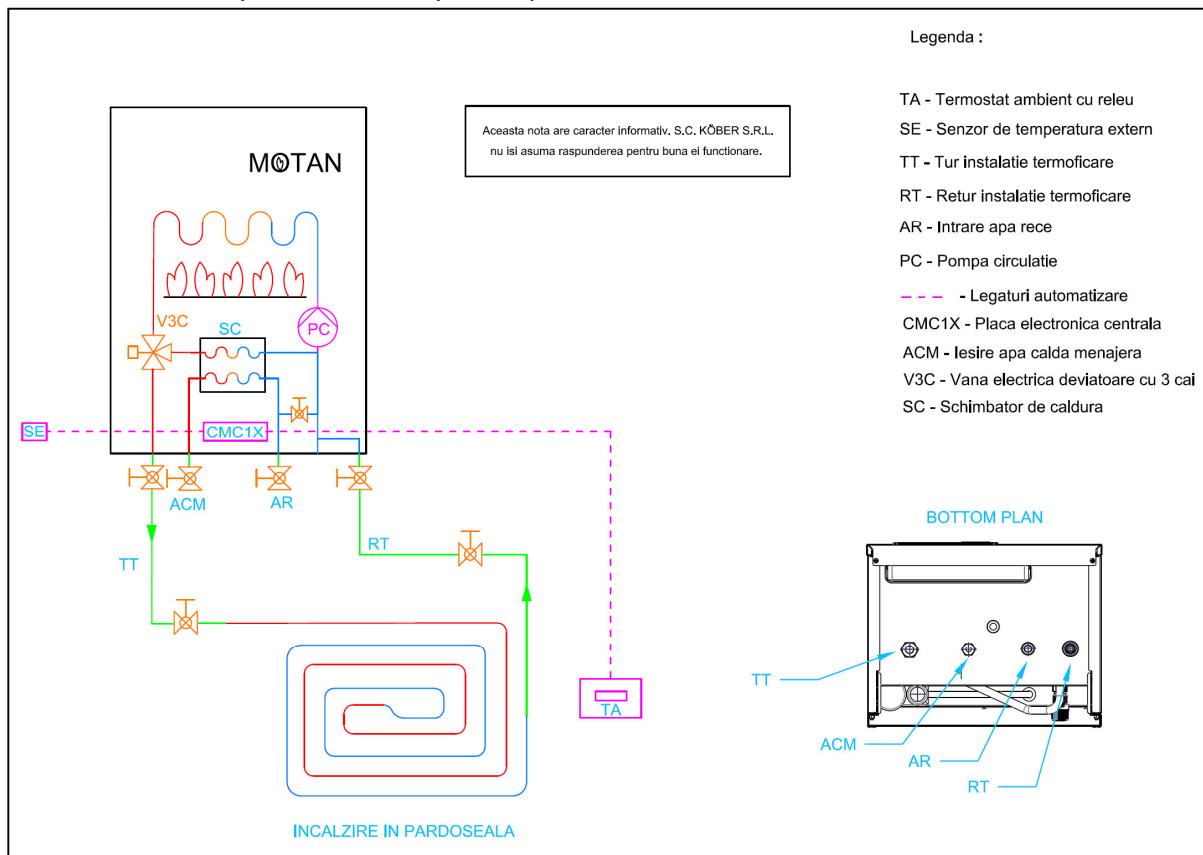 Legenda :
TA - Termostat ambient cu releu
SE - Senzor de temperatura extern
TT - Tur instalatie termoficare
RT - Retur instalatie termoficare
AR - Intrare apa rece
PC - Pompa circulatie
- Legaturi automatizare
CMC1X - Placa electronica centrala
ACM - Iesire apa calda menajera
V3C - Vana electrica deviatoare cu 3 cai
SC - Schimbator de caldura
Aceasta nota are caracter informativ. S.C. KÖBER S.R.L.
nu isi asuma raspunderea pentru buna ei functionare.
MOTAN
V3C
SC
PC
SE
CMC1X
ACM
AR
TT
RT
TA
INCALZIRE IN PARDOSEALA
BOTTOM PLAN
TT
ACM
AR
RT